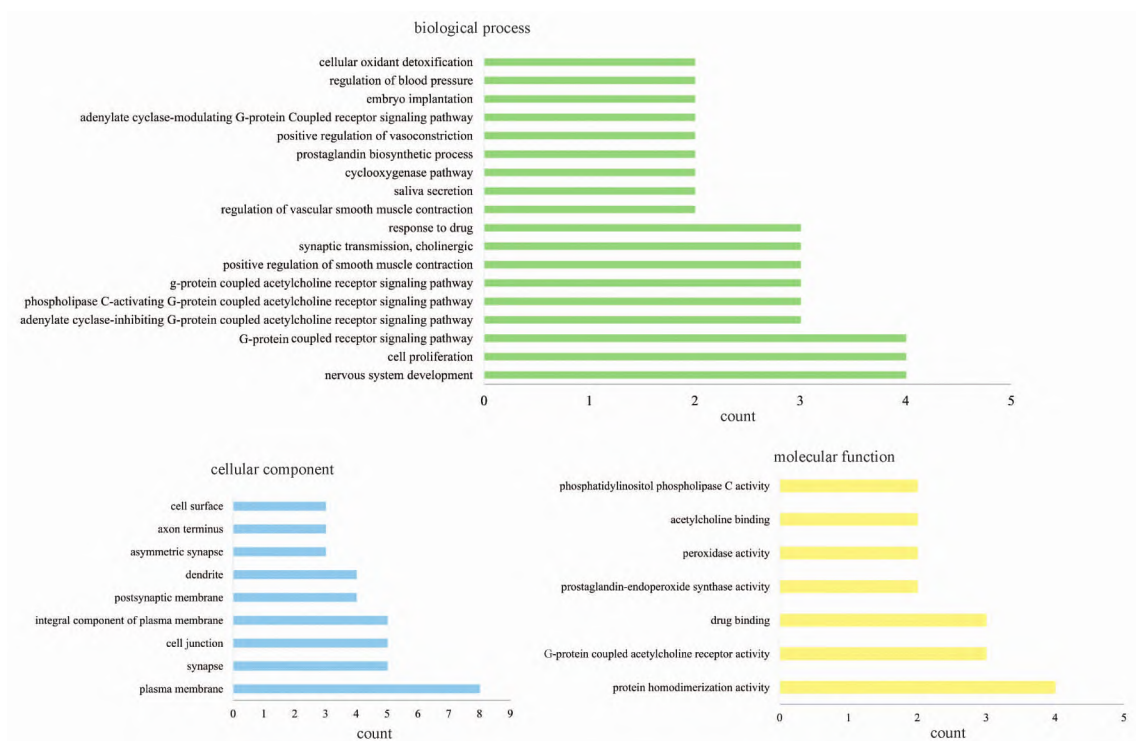 biological process
cellular oxidant detoxification
regulation of blood pressure
embryo implantation
adenylate cyclase-modulating G-protein Coupled receptor signaling pathway
positive regulation of vasoconstriction
prostaglandin biosynthetic process
cyclooxygenase pathway
saliva secretion
regulation of vascular smooth muscle contraction
response to drug
synaptic transmission, cholinergic
positive regulation of smooth muscle contraction
g-protein coupled acetylcholine receptor signaling pathway
phospholipase C-activating G-protein coupled acetylcholine receptor signaling pathway
adenylate cyclase-inhibiting G-protein coupled acetylcholine receptor signaling pathway
G-protein coupled receptor signaling pathway
cell proliferation
nervous system development
0 1 2 3 4 5
count
cellular component
cell surface
axon terminus
asymmetric synapse
dendrite
postsynaptic membrane
integral component of plasma membrane
cell junction
synapse
plasma membrane
0 1 2 3 4 5 6 7 8 9
count
molecular function
phosphatidylinositol phospholipase C activity
acetylcholine binding
peroxidase activity
prostaglandin-endoperoxide synthase activity
drug binding
G-protein coupled acetylcholine receptor activity
protein homodimerization activity
0 1 2 3 4 5
count